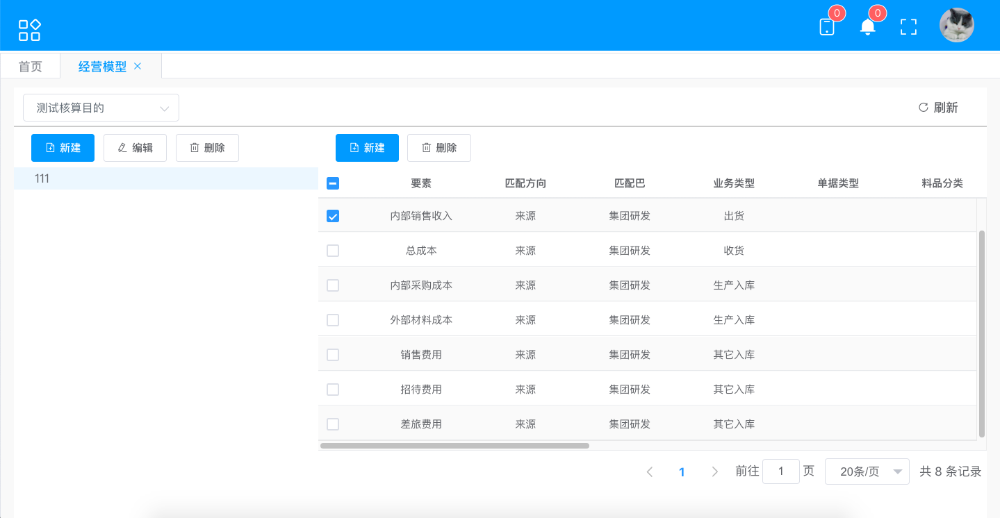 0 0
首页 经营模型
测试核算目的 刷新
新建 编辑 删除 新建 删除
111
要素 匹配方向 匹配巴 业务类型 单据类型 料品分类
内部销售收入 来源 集团研发 出货
总成本 来源 集团研发 收货
内部采购成本 来源 集团研发 生产入库
外部材料成本 来源 集团研发 生产入库
销售费用 来源 集团研发 其它入库
招待费用 来源 集团研发 其它入库
差旅费用 来源 集团研发 其它入库
1 前往 1 页 20条/页 共 8 条记录